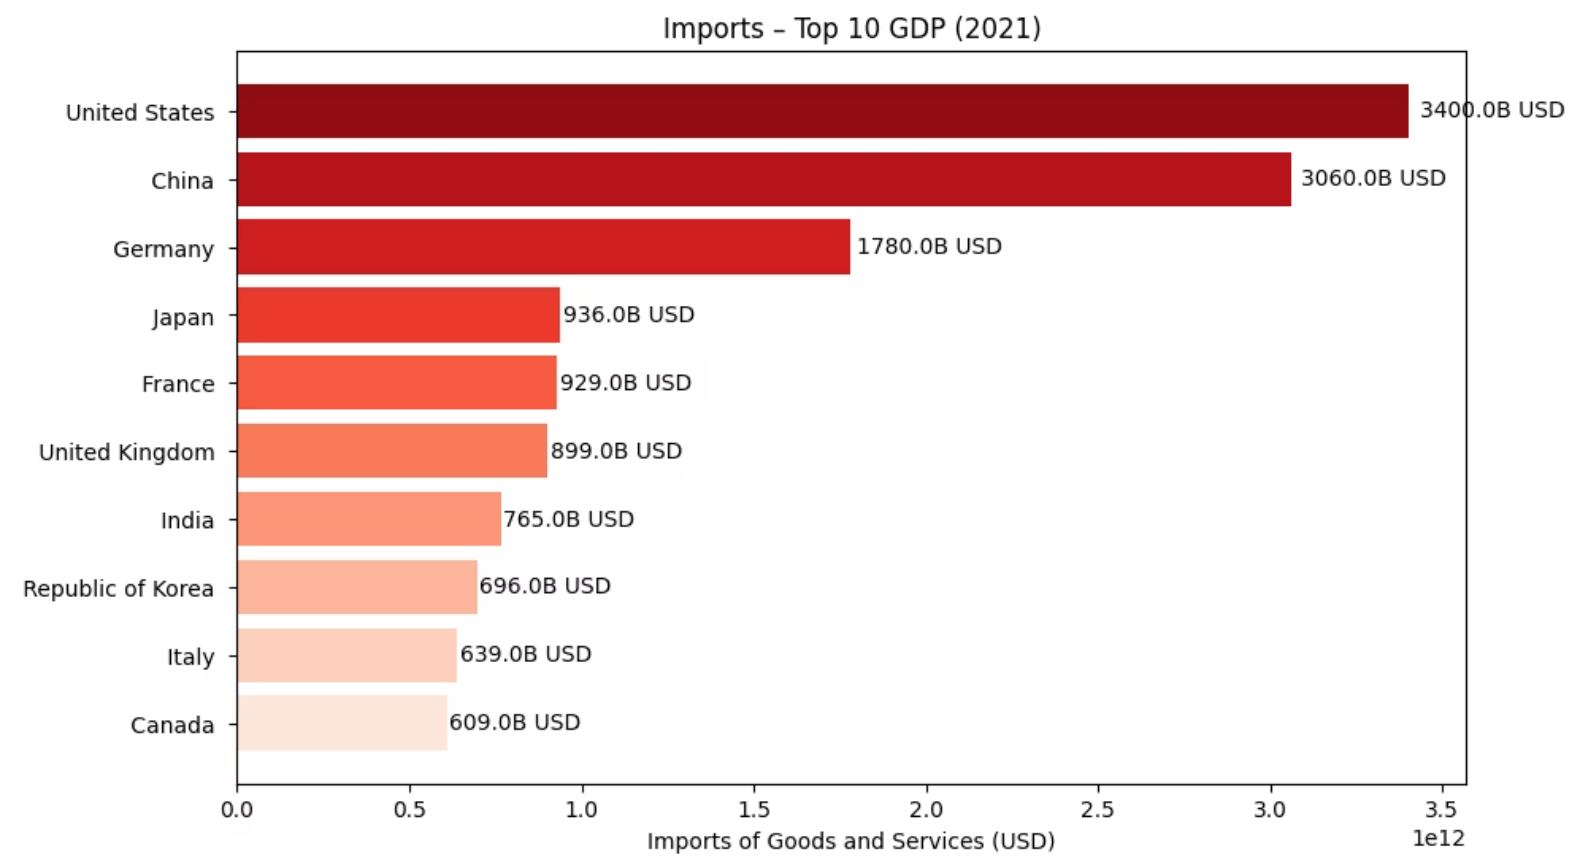 Imports – Top 10 GDP (2021)
United States 3400.0B USD
China 3060.0B USD
Germany 1780.0B USD
Japan 936.0B USD
France 929.0B USD
United Kingdom 899.0B USD
India 765.0B USD
Republic of Korea 696.0B USD
Italy 639.0B USD
Canada 609.0B USD
0.0 0.5 1.0 1.5 2.0 2.5 3.0 3.5
1e12
Imports of Goods and Services (USD)